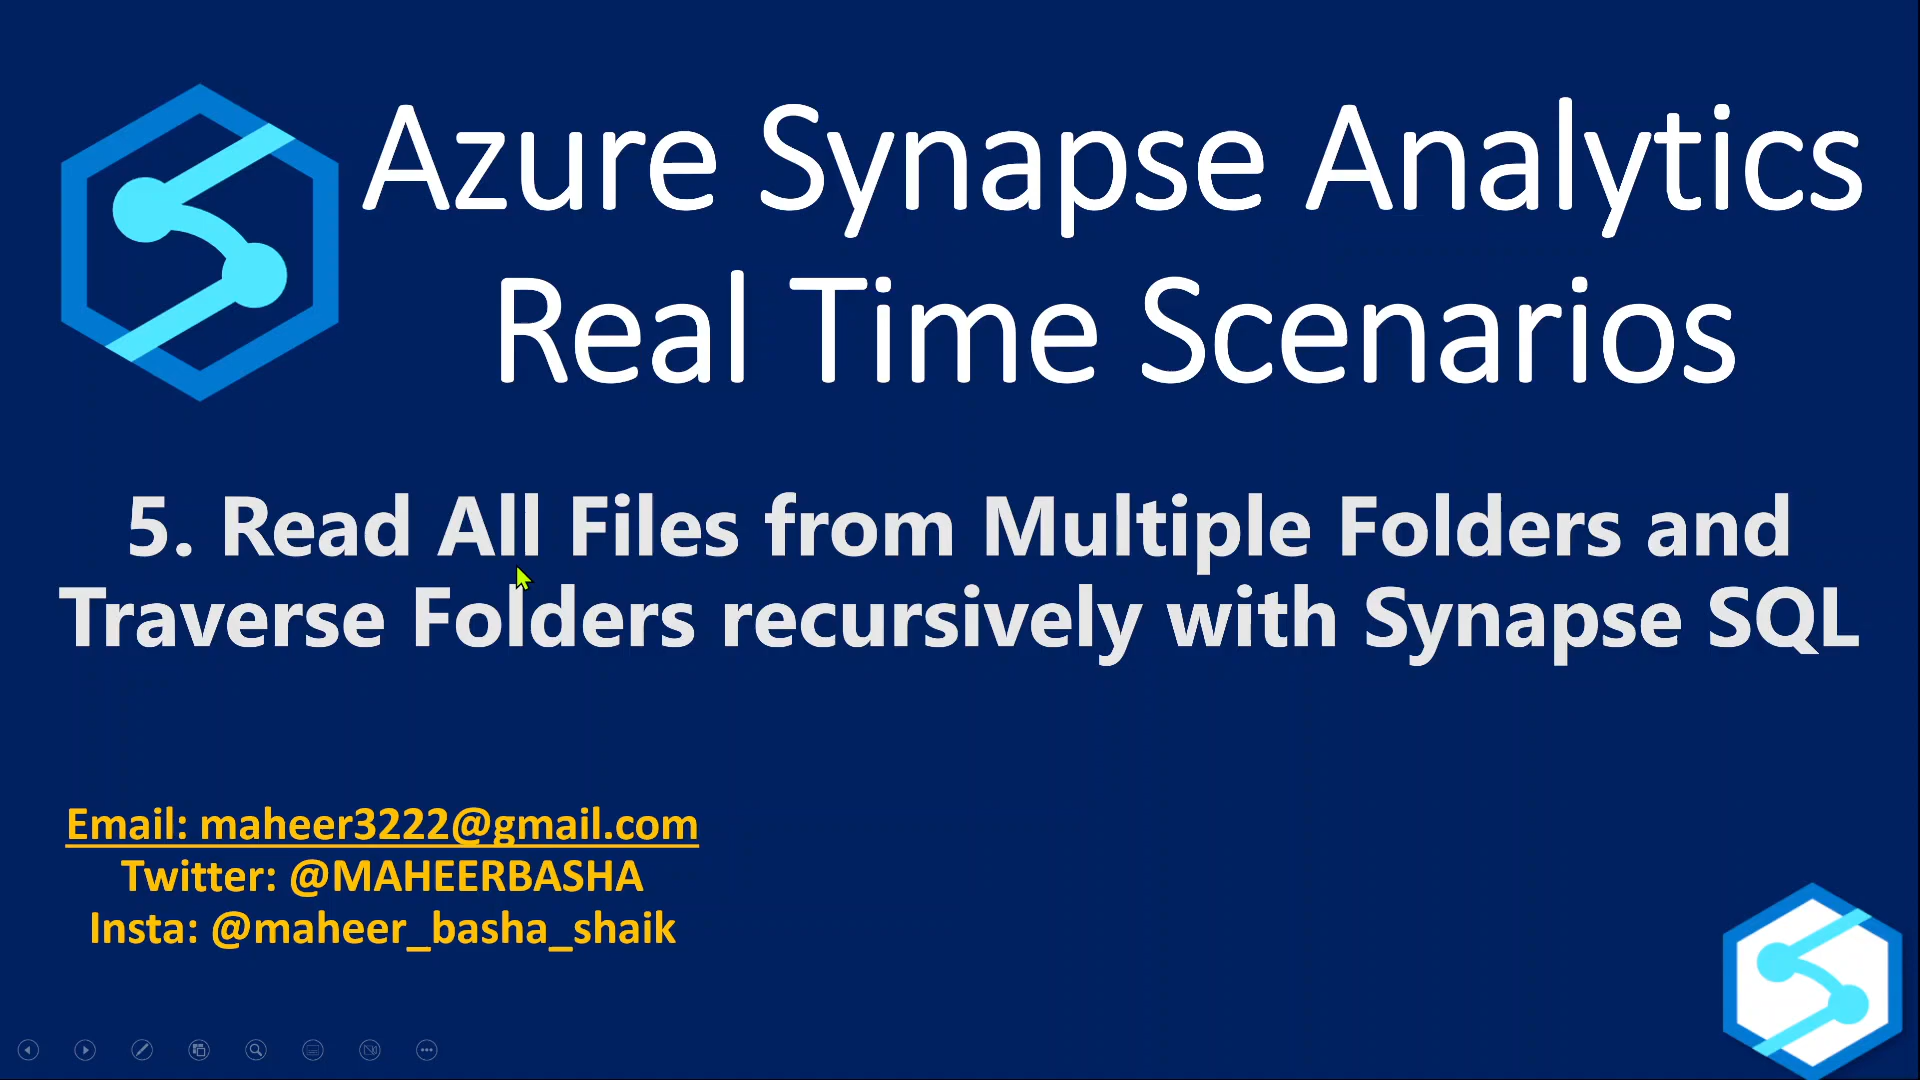 Azure Synapse Analytics
Real Time Scenarios
5. Read All Files from Multiple Folders and
Traverse Folders recursively with Synapse SQL
Email: maheer3222@gmail.com
Twitter: @MAHEERBASHA
Insta: @maheer_basha_shaik